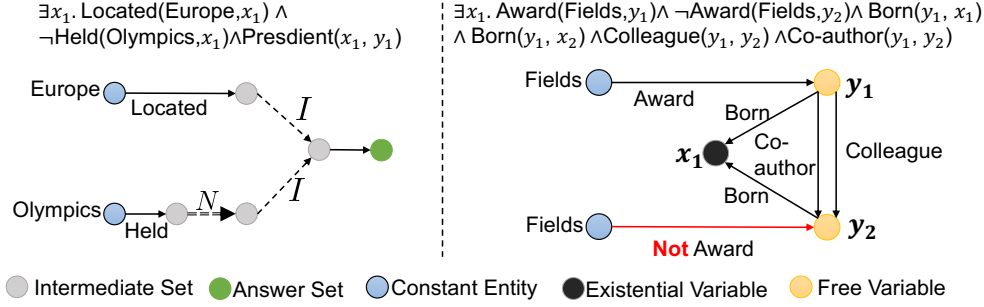 ∃x₁. Located(Europe,x₁) ∧
¬Held(Olympics,x₁)∧Presdient(x₁, y₁)
Europe
Located
I
Olympics
Held
N
I
∃x₁. Award(Fields,y₁)∧ ¬Award(Fields,y₂)∧ Born(y₁, x₁)
∧ Born(y₁, x₂) ∧Colleague(y₁, y₂) ∧Co-author(y₁, y₂)
Fields
Award
y₁
Born
x₁
Co-
author
Colleague
Born
Fields
Not Award
y₂
Intermediate Set
Answer Set
Constant Entity
Existential Variable
Free Variable